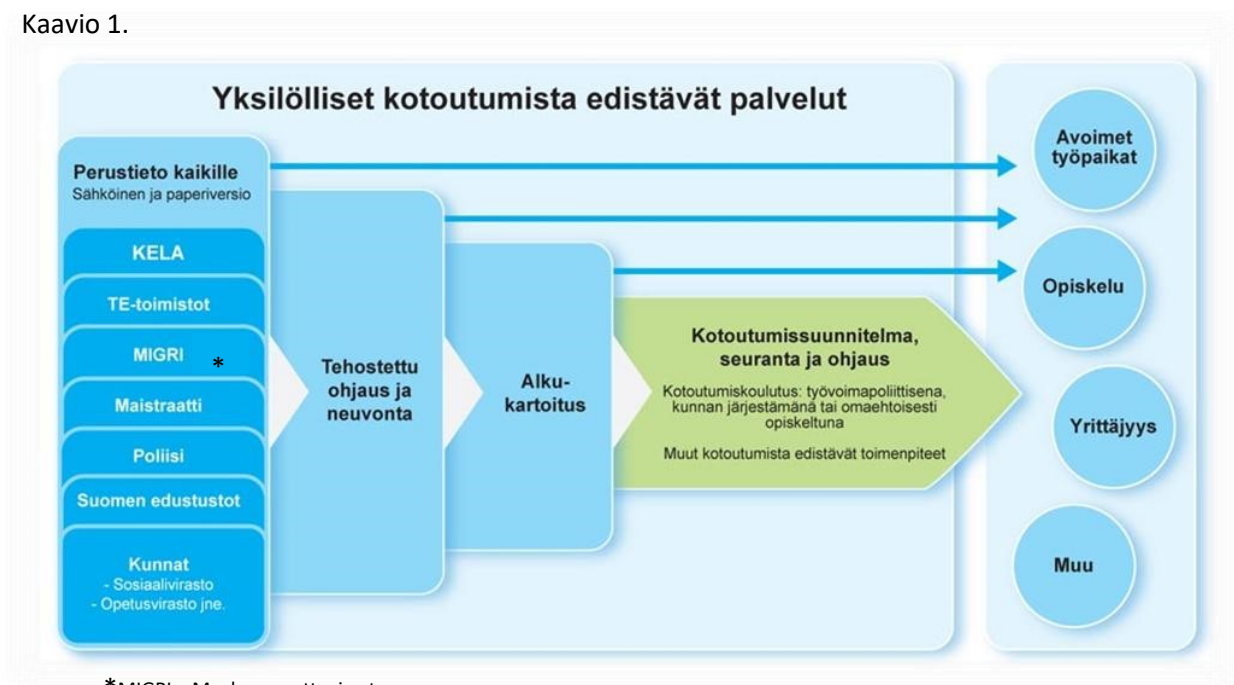 Kaavio 1.
Yksilölliset kotoutumista edistävät palvelut
Perustieto kaikille
Sähköinen ja paperiversio
KELA
TE-toimistot
MIGRI *
Maistraatti
Poliisi
Suomen edustustot
Kunnat
- Sosiaalivirasto
- Opetusvirasto jne.
Tehostettu
ohjaus ja
neuvonta
Alku-
kartoitus
Kotoutumissuunnitelma,
seuranta ja ohjaus
Kotoutumiskoulutus: työvoimapoliittisena,
kunnan järjestämänä tai omaehtoisesti
opiskeltuna
Muut kotoutumista edistävät toimenpiteet
Avoimet
työpaikat
Opiskelu
Yrittäjyys
Muu
*MIGRI